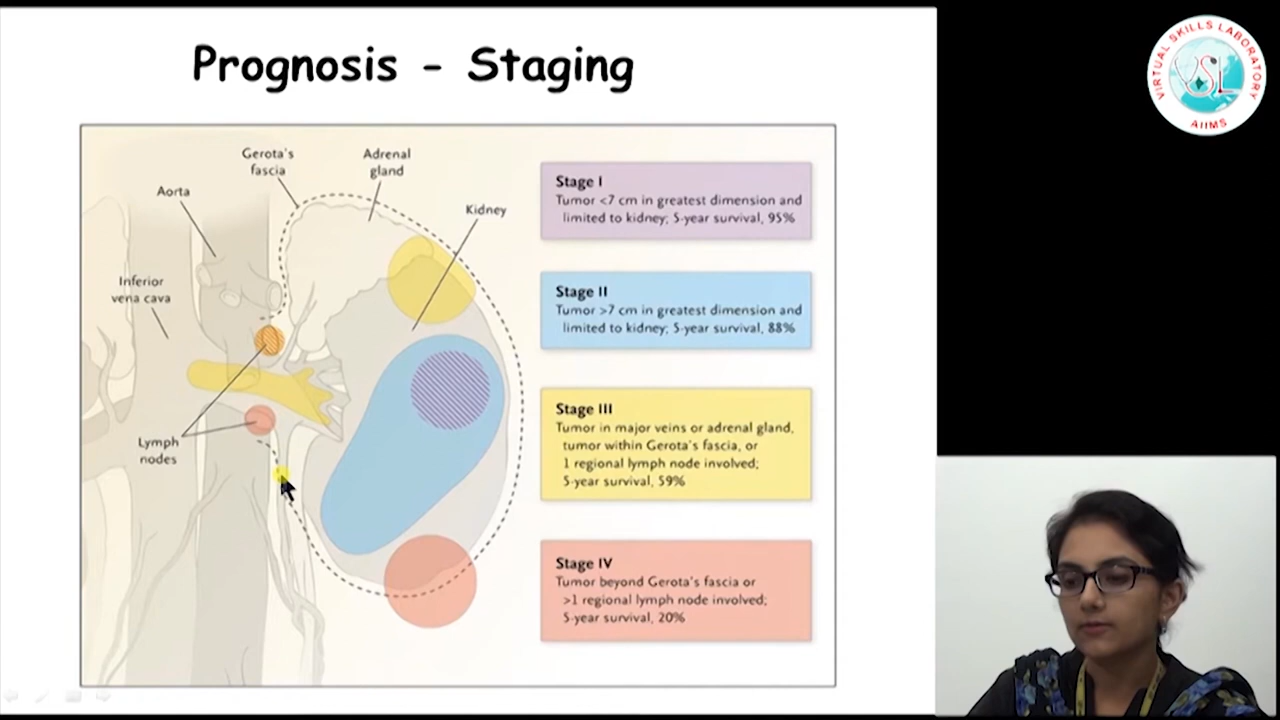 Prognosis - Staging
VIRTUAL SKILLS LABORATORY
VSL
AIIMS
Gerota's
fascia
Adrenal
gland
Aorta
Kidney
Inferior
vena cava
Lymph
nodes
Stage I
Tumor <7 cm in greatest dimension and
limited to kidney; 5-year survival, 95%
Stage II
Tumor >7 cm in greatest dimension and
limited to kidney; 5-year survival, 88%
Stage III
Tumor in major veins or adrenal gland,
tumor within Gerota's fascia, or
1 regional lymph node involved;
5-year survival, 59%
Stage IV
Tumor beyond Gerota's fascia or
>1 regional lymph node involved;
5-year survival, 20%